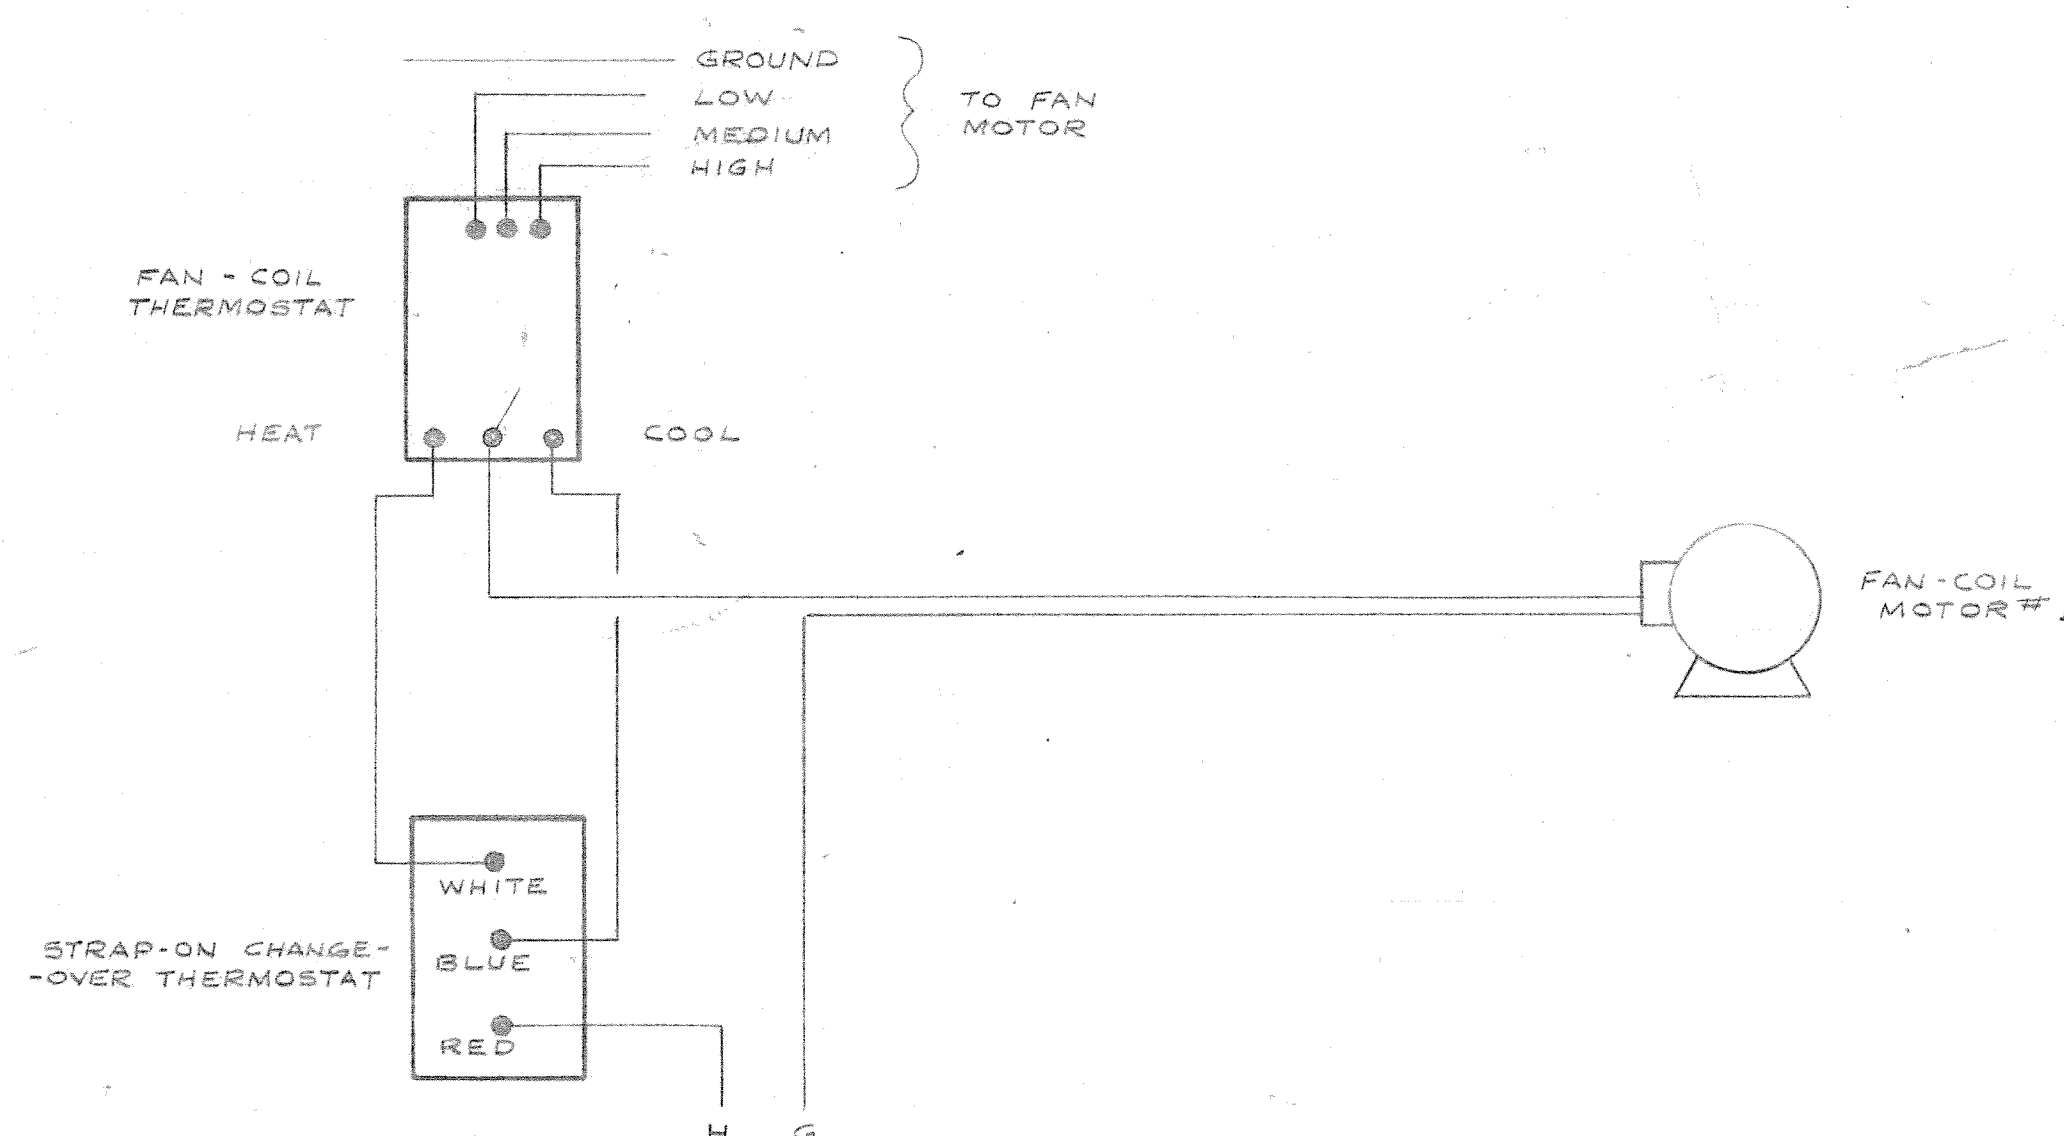 GROUND
LOW
MEDIUM
HIGH
TO FAN
MOTOR
FAN - COIL
THERMOSTAT
HEAT
COOL
FAN-COIL
MOTOR #
WHITE
BLUE
RED
STRAP-ON CHANGE-
-OVER THERMOSTAT
H G